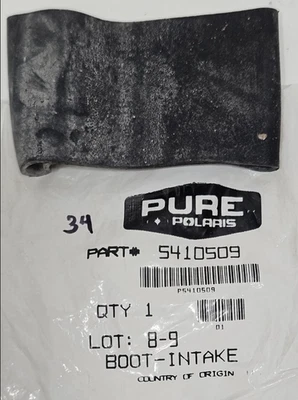 34
PURE
POLARIS
PART# 5410509
P5410509
QTY 1
01
LOT: 8-9
BOOT-INTAKE
COUNTRY OF ORIGIN